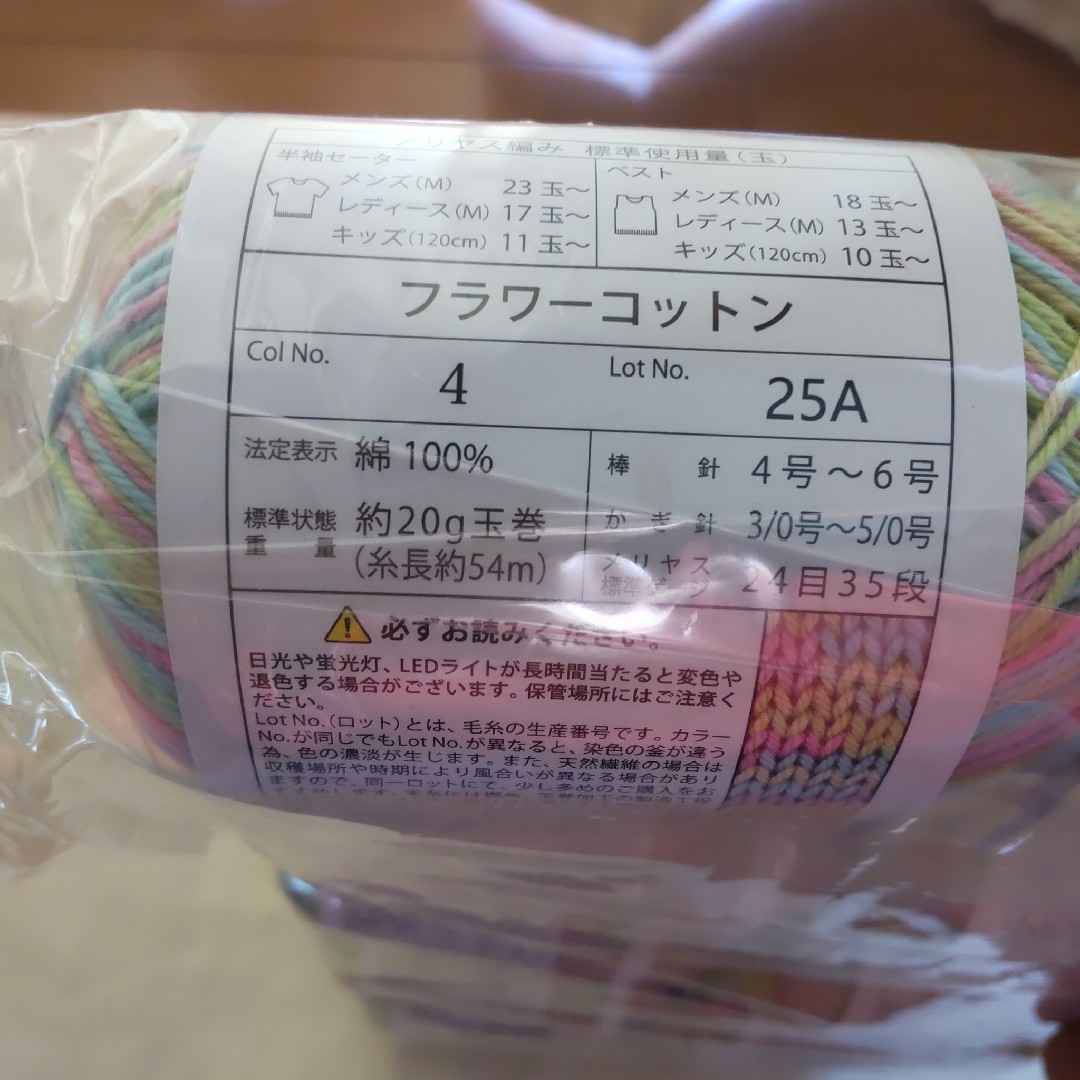 メリヤス編み 標準使用量(玉)
半袖セーター
メンズ(M) 23玉〜
レディース(M) 17玉〜
キッズ(120cm) 11玉〜
ベスト
メンズ(M) 18玉〜
レディース(M) 13玉〜
キッズ(120cm) 10玉〜
フラワーコットン
Col No. 4
Lot No. 25A
法定表示 綿100%
標準状態重量 約20g玉巻
(糸長約54m)
棒針 4号〜6号
かぎ針 3/0号〜5/0号
メリヤス標準ゲージ 24目35段
必ずお読みください。
日光や蛍光灯、LEDライトが長時間当たると変色や
退色する場合がございます。保管場所にはご注意く
ださい。
Lot No.(ロット)とは、毛糸の生産番号です。カラー
No.が同じでもLot No.が異なると、染色の釜が違う
為、色の濃淡が生じます。また、天然繊維の場合は
収穫場所や時期により風合いが異なる場合があり
ますので、同一ロットにて、少し多めのご購入をお